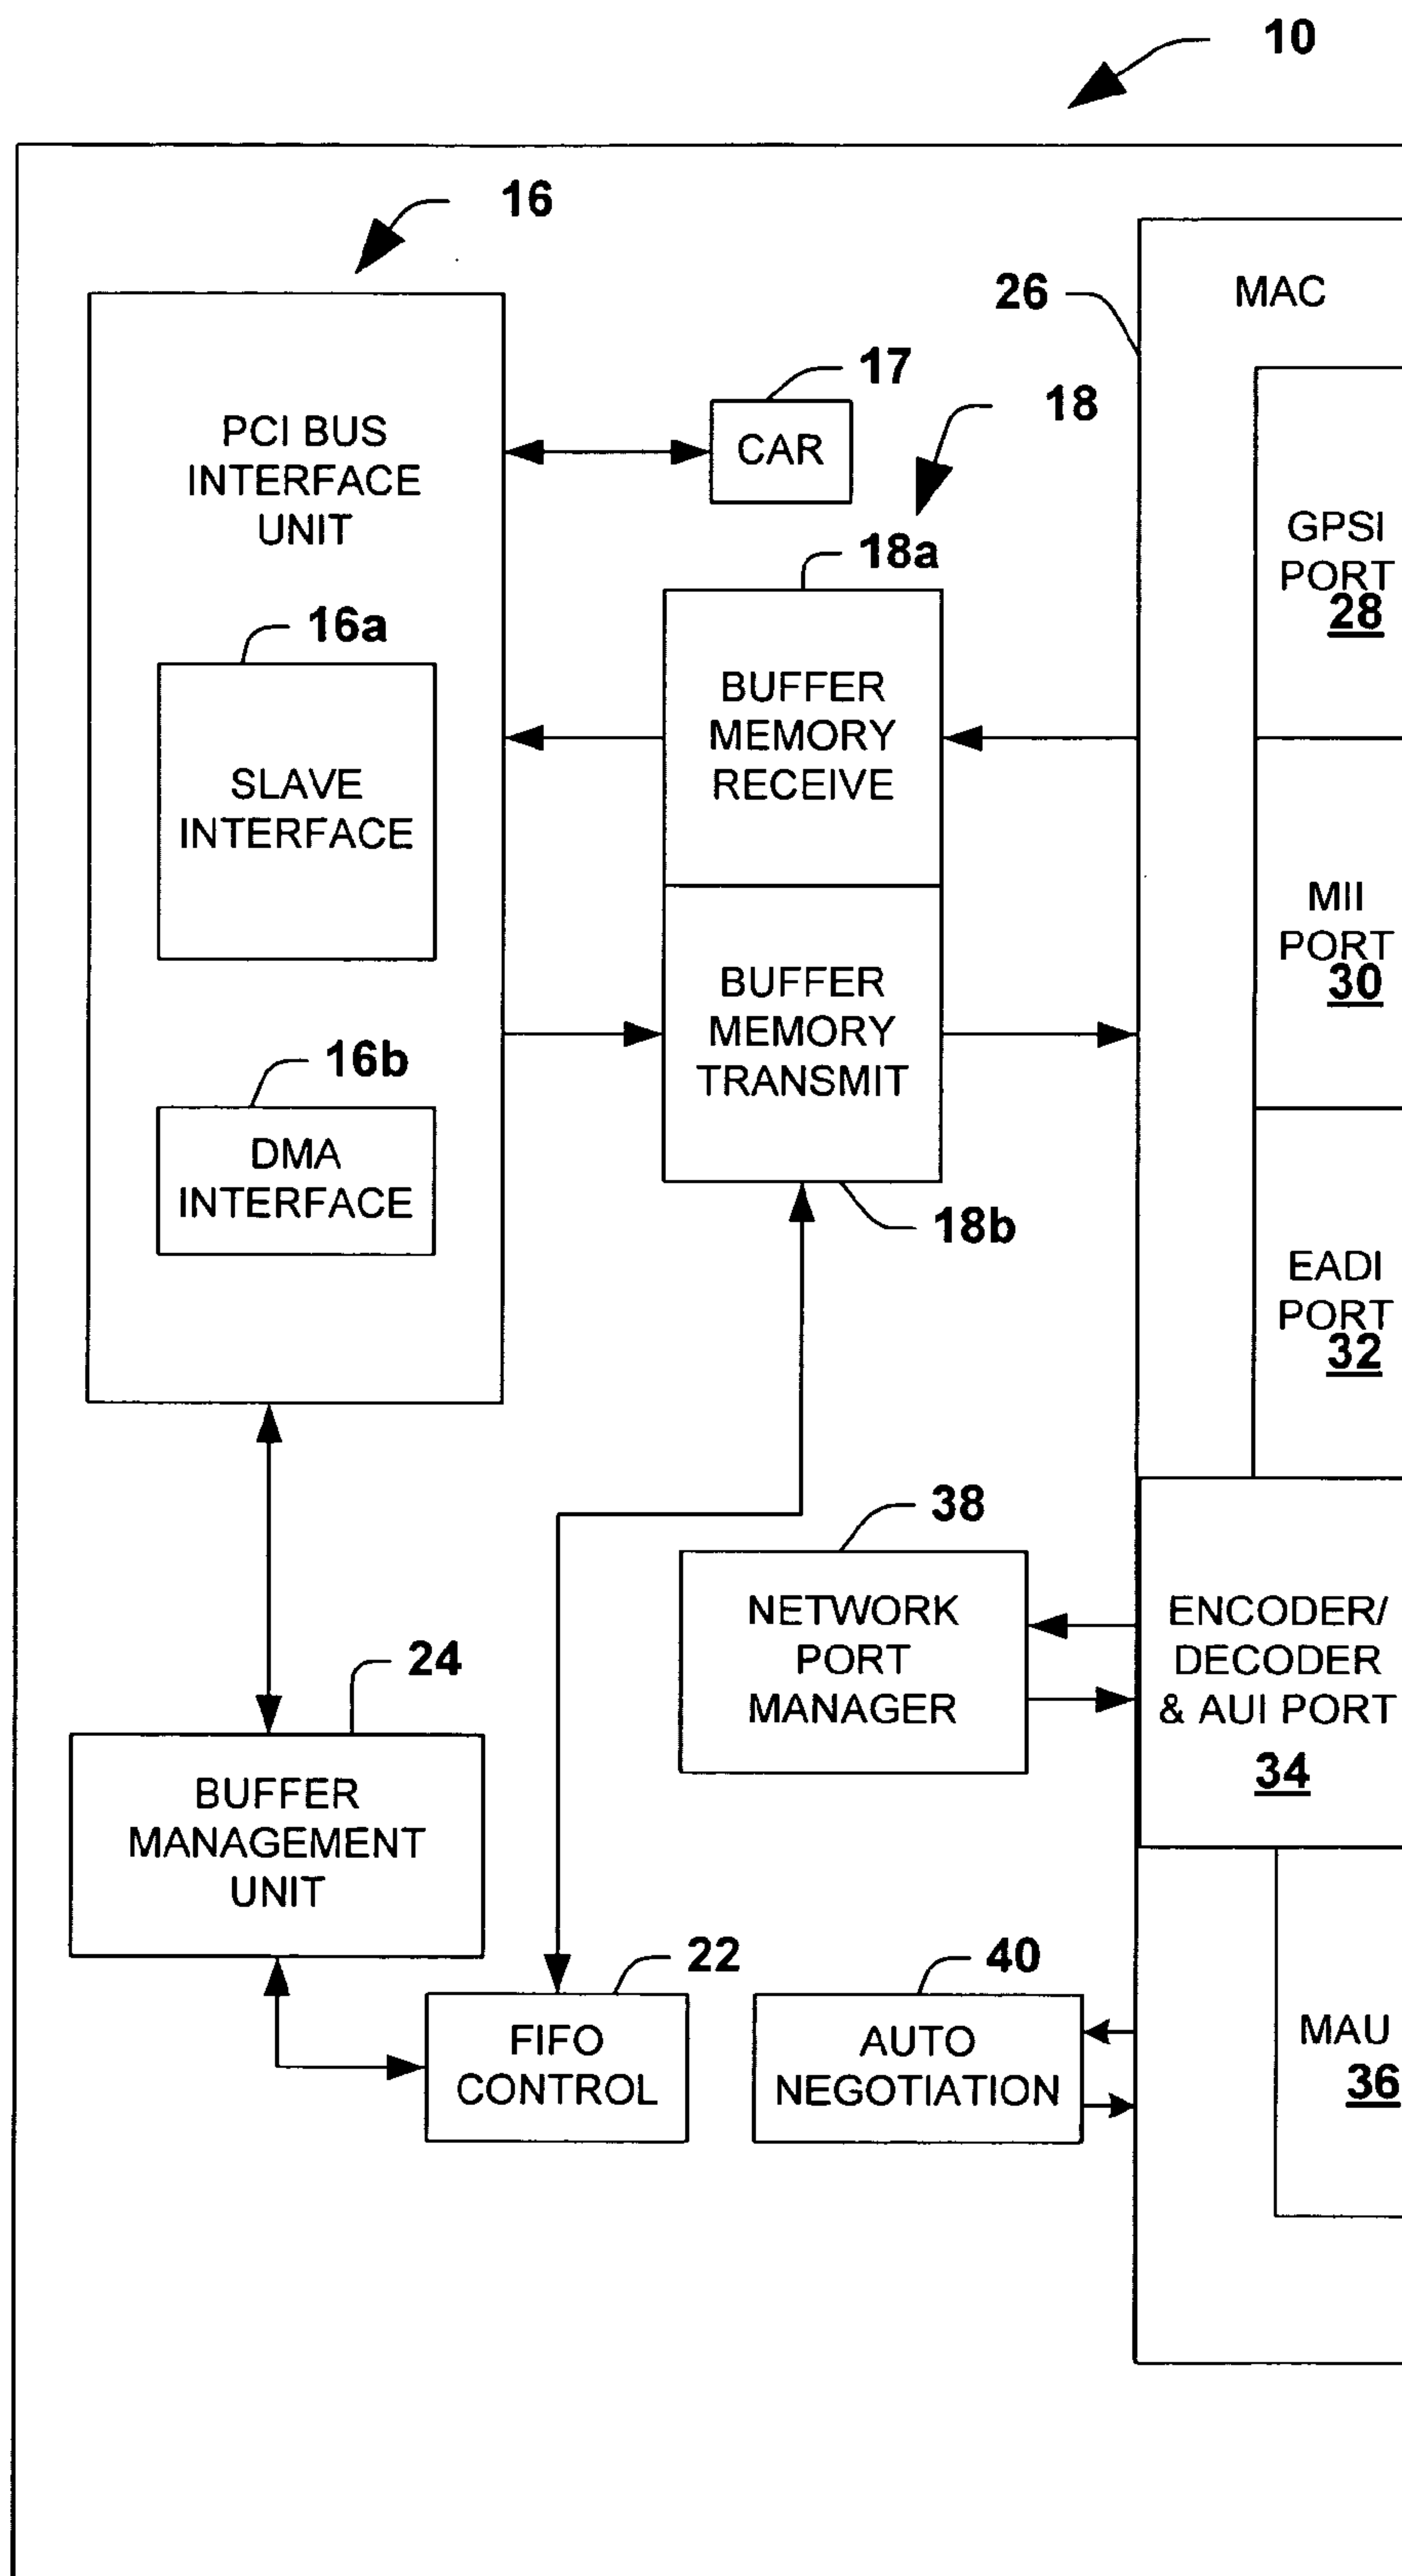 10
16
26
MAC
17
CAR
18
PCI BUS
INTERFACE
UNIT
18a
GPSI
PORT
28
16a
BUFFER
MEMORY
RECEIVE
SLAVE
INTERFACE
MII
PORT
30
BUFFER
MEMORY
TRANSMIT
16b
DMA
INTERFACE
18b
EADI
PORT
32
38
NETWORK
PORT
MANAGER
ENCODER/
DECODER
& AUI PORT
34
24
BUFFER
MANAGEMENT
UNIT
22
FIFO
CONTROL
40
AUTO
NEGOTIATION
MAU
36